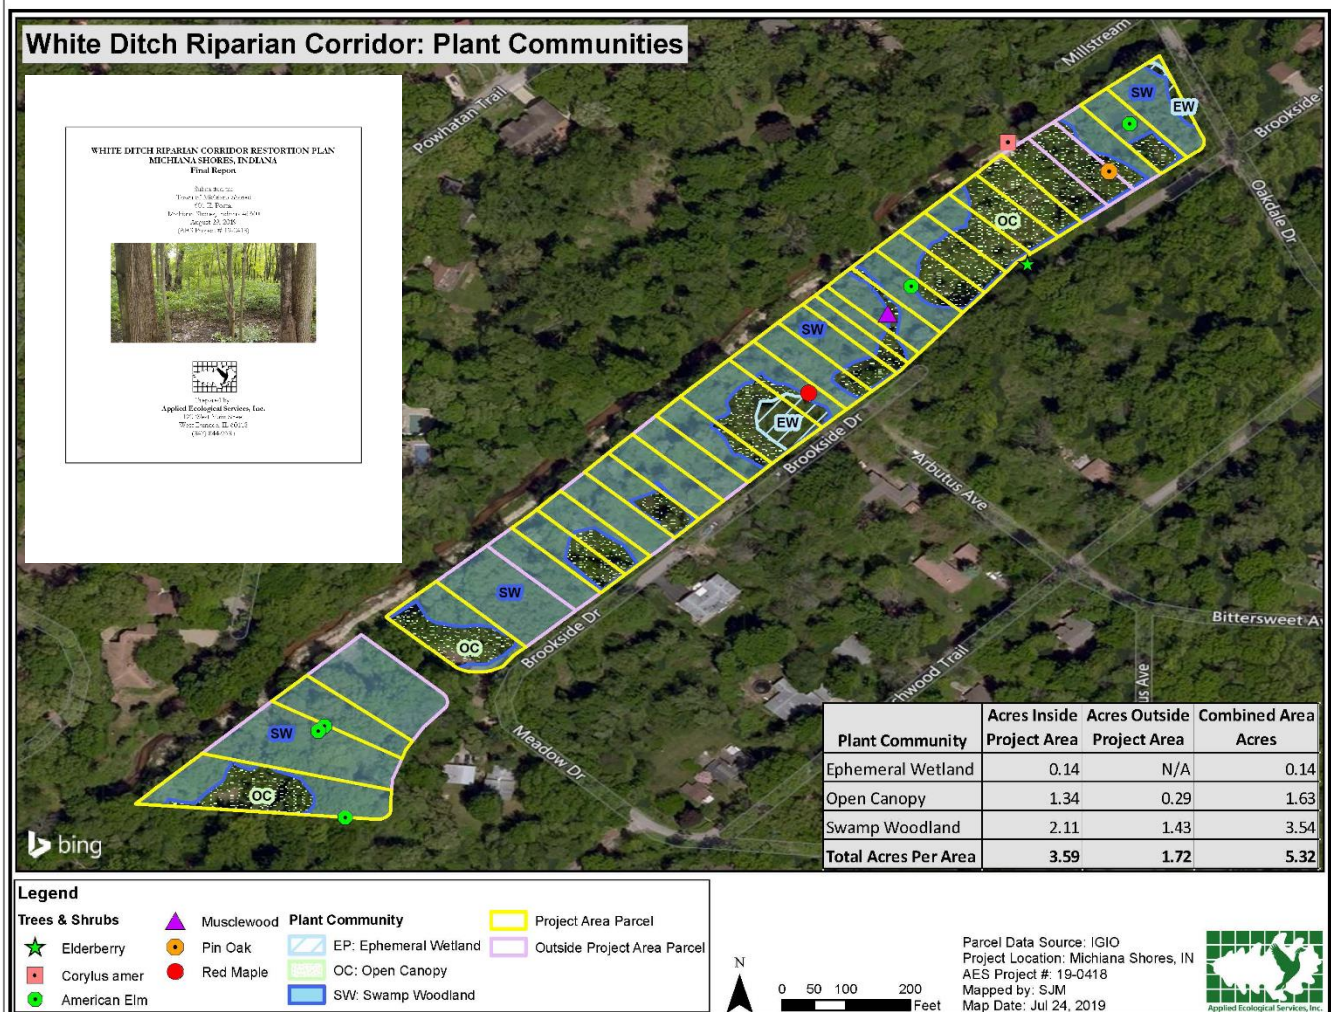 White Ditch Riparian Corridor: Plant Communities
WHITE DITCH RIPARIAN CORRIDOR RESTORTION PLAN
MICHIANA SHORES, INDIANA
Final Report
Applied Ecological Services, Inc.
Millstream
Powhatan Trail
Brookside
Oakdale Dr
SW
EW
OC
SW
EW
Brookside Dr
Arbutus Ave
SW
OC
Brookside Dr
Bittersweet Av
us Ave
chwood Trail
Meadow Dr
SW
OC
bing
Plant Community Acres Inside Project Area Acres Outside Project Area Combined Area Acres
Ephemeral Wetland 0.14 N/A 0.14
Open Canopy 1.34 0.29 1.63
Swamp Woodland 2.11 1.43 3.54
Total Acres Per Area 3.59 1.72 5.32
Legend
Trees & Shrubs
Elderberry
Corylus amer
American Elm
Musclewood
Pin Oak
Red Maple
Plant Community
EP: Ephemeral Wetland
OC: Open Canopy
SW: Swamp Woodland
Project Area Parcel
Outside Project Area Parcel
N
0 50 100 200
Feet
Parcel Data Source: IGIO
Project Location: Michiana Shores, IN
AES Project #: 19-0418
Mapped by: SJM
Map Date: Jul 24, 2019
Applied Ecological Services, Inc.